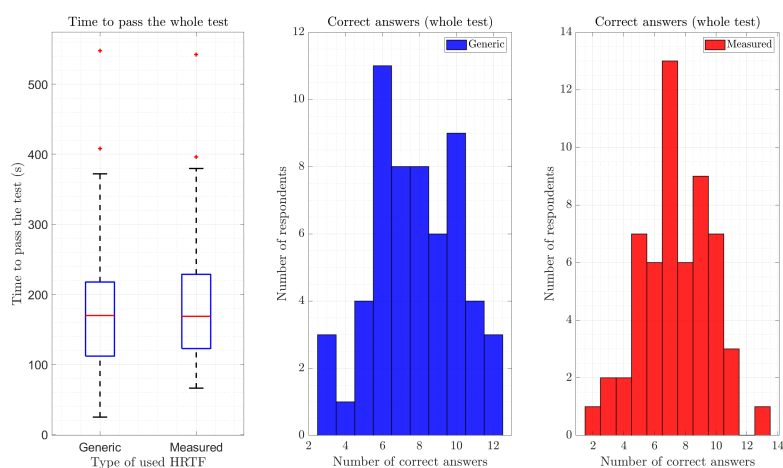 Time to pass the whole test
Time to pass the test (s)
500
400
300
200
100
0
Generic
Measured
Type of used HRTF
Correct answers (whole test)
Generic
Number of respondents
12
10
8
6
4
2
0
2
4
6
8
10
12
Number of correct answers
Correct answers (whole test)
Measured
Number of respondents
14
12
10
8
6
4
2
0
2
4
6
8
10
12
14
Number of correct answers